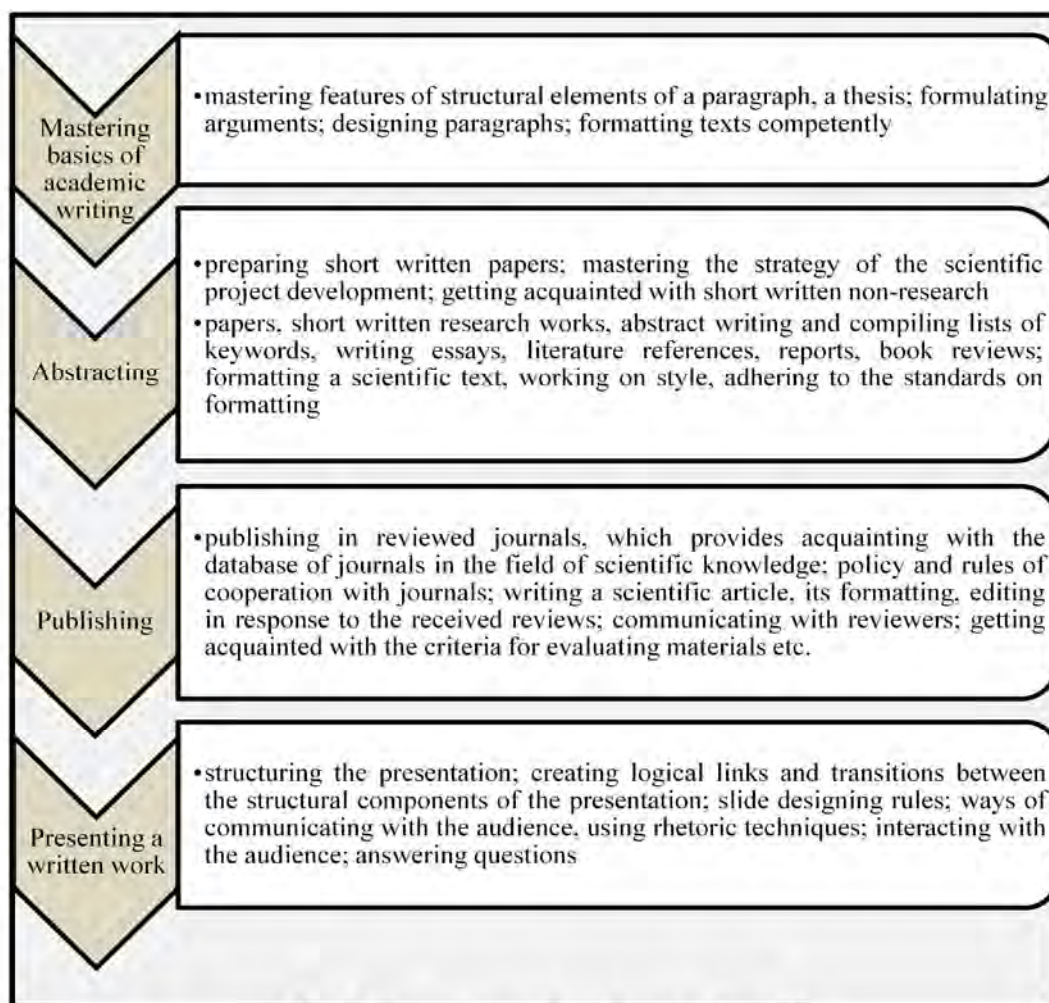 Mastering
basics of
academic
writing
•mastering features of structural elements of a paragraph, a thesis; formulating
arguments; designing paragraphs; formatting texts competently
Abstracting
•preparing short written papers; mastering the strategy of the scientific
project development; getting acquainted with short written non-research
•papers, short written research works, abstract writing and compiling lists of
keywords, writing essays, literature references, reports, book reviews;
formatting a scientific text, working on style, adhering to the standards on
formatting
Publishing
•publishing in reviewed journals, which provides acquainting with the
database of journals in the field of scientific knowledge; policy and rules of
cooperation with journals; writing a scientific article, its formatting, editing
in response to the received reviews; communicating with reviewers; getting
acquainted with the criteria for evaluating materials etc.
Presenting a
written work
•structuring the presentation; creating logical links and transitions between
the structural components of the presentation; slide designing rules; ways of
communicating with the audience, using rhetoric techniques; interacting with
the audience; answering questions